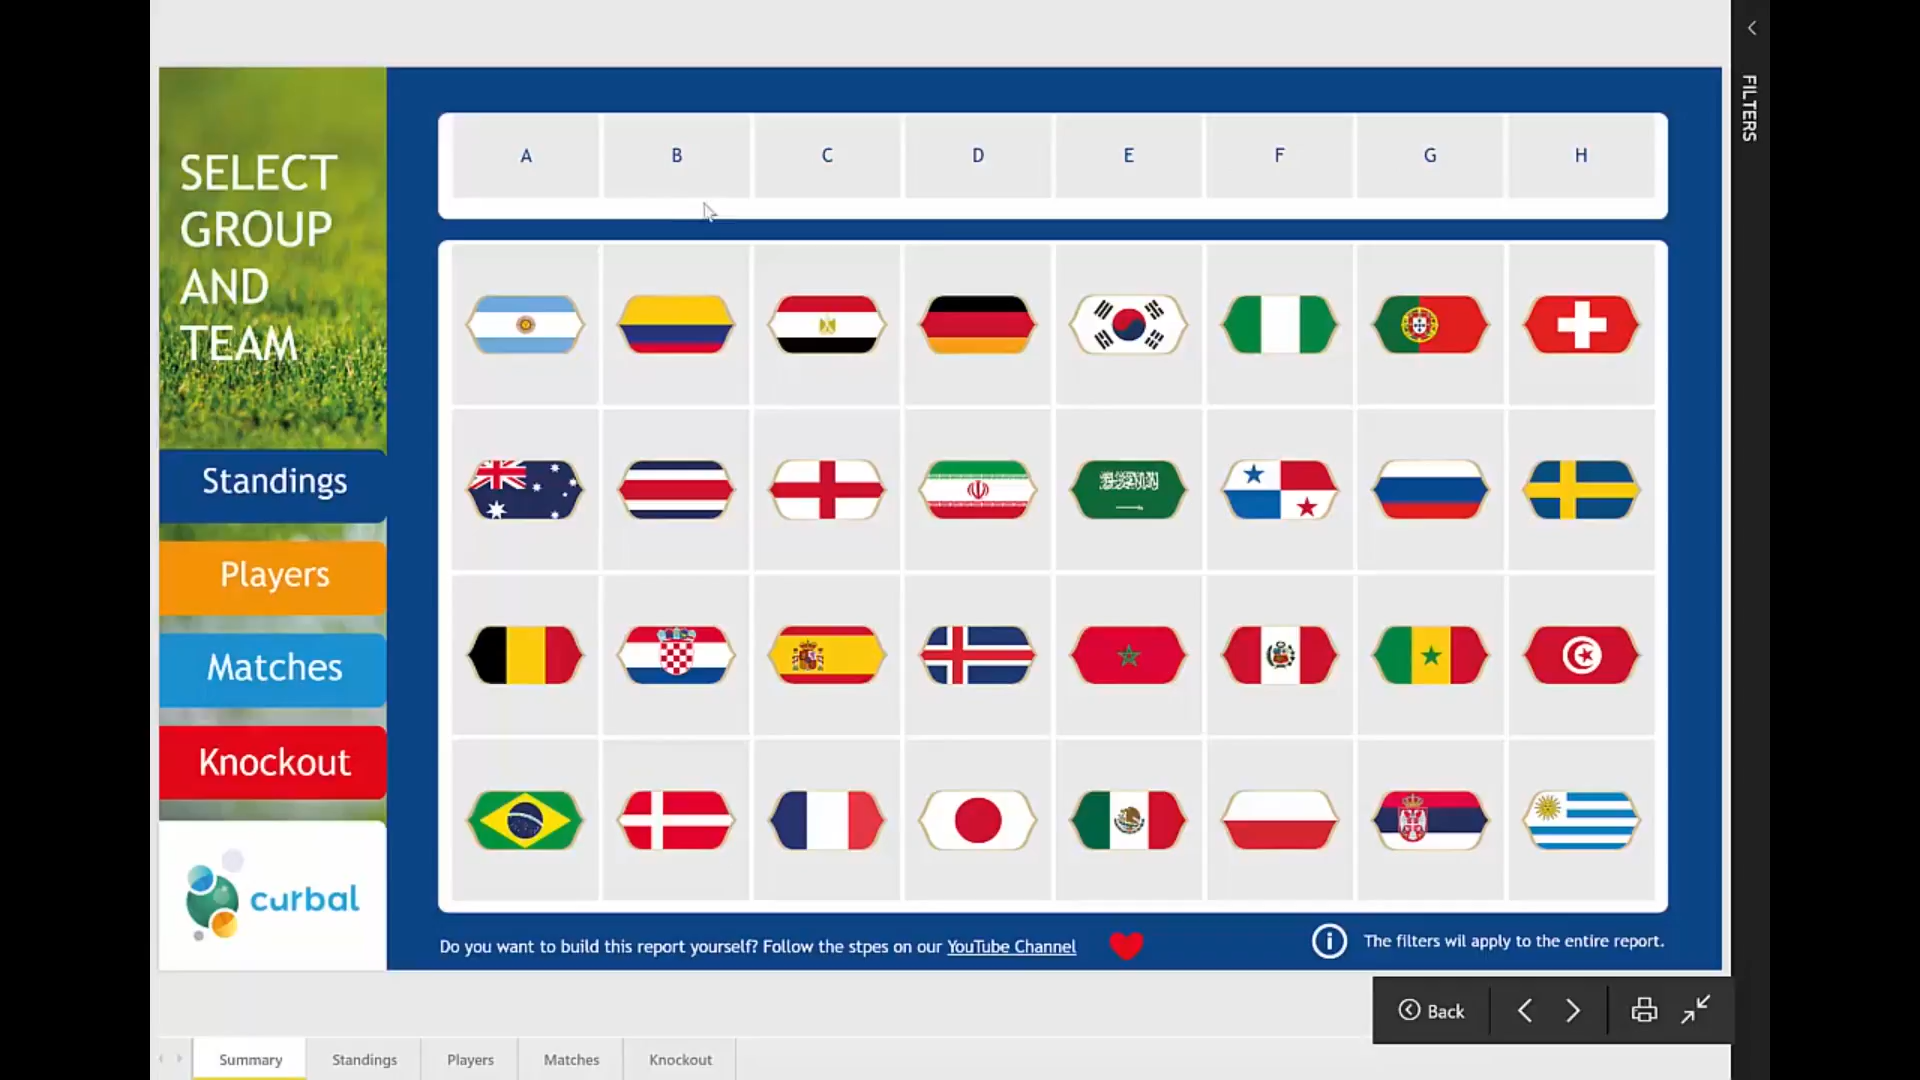 FILTERS
SELECT
GROUP
AND
TEAM
A B C D E F G H
Standings
Players
Matches
Knockout
curbal
Do you want to build this report yourself? Follow the stpes on our YouTube Channel
The filters wil apply to the entire report.
Back
Summary Standings Players Matches Knockout